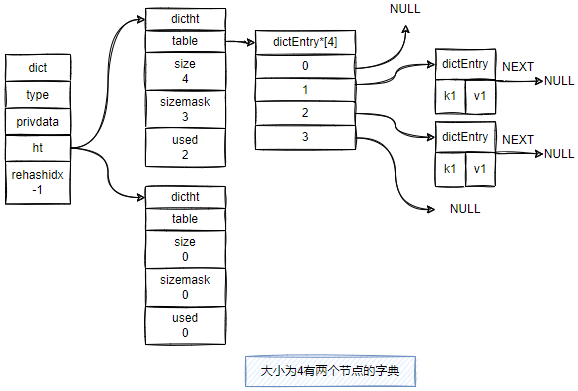 dict
type
privdata
ht
rehashidx
-1
dictht
table
size
4
sizemask
3
used
2
dictht
table
size
0
sizemask
0
used
0
dictEntry*[4]
0
1
2
3
NULL
dictEntry
k1 v1
NEXT
NULL
dictEntry
k1 v1
NEXT
NULL
NULL
大小为4有两个节点的字典